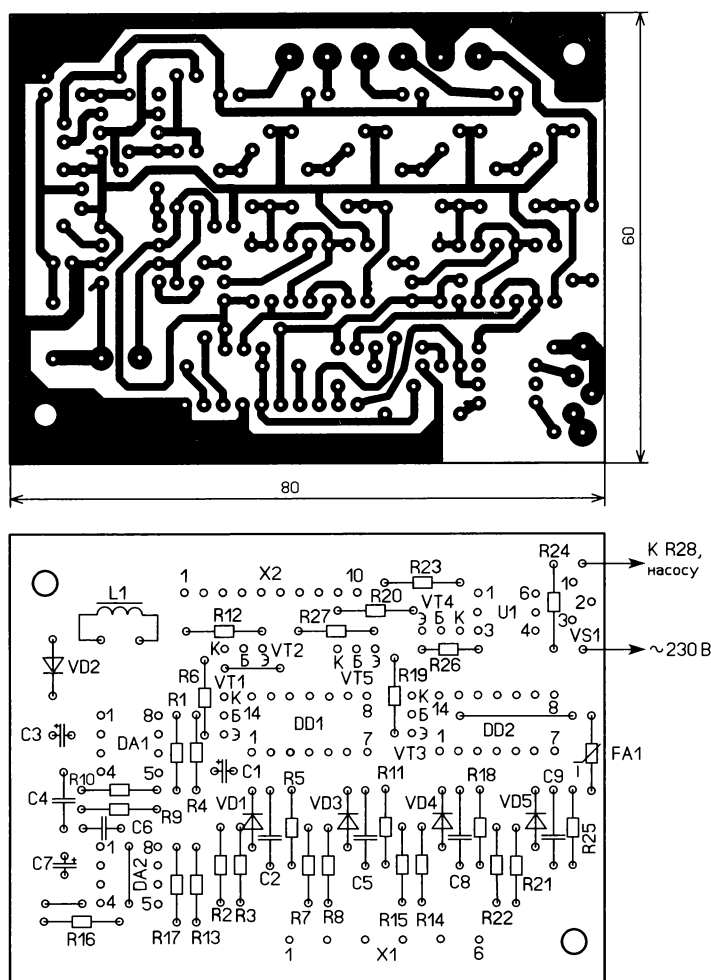 60
80
L1
1
X2
10
R23
R24
К R28,
насосу
VD2
R12
R27
R20
VT4
Э Б К
1
3
U1
6
4
1
2
3
VS1
~230 В
К Б Э
VT2
К Б Э
VT5
R26
R6
VT1
R19
C3
1
DA1
8
R1
К
Б
Э
14
DD1
8
К
Б
Э
14
DD2
8
4
5
R4
C1
1
7
VT3
1
7
FA1
R10
C4
R9
C6
VD1
R5
VD3
R11
VD4
R18
VD5
C9
C7
1
DA2
8
4
5
C2
C5
C8
R25
R2
R3
R7
R8
R15
R14
R22
R21
R16
R17
R13
1
X1
6